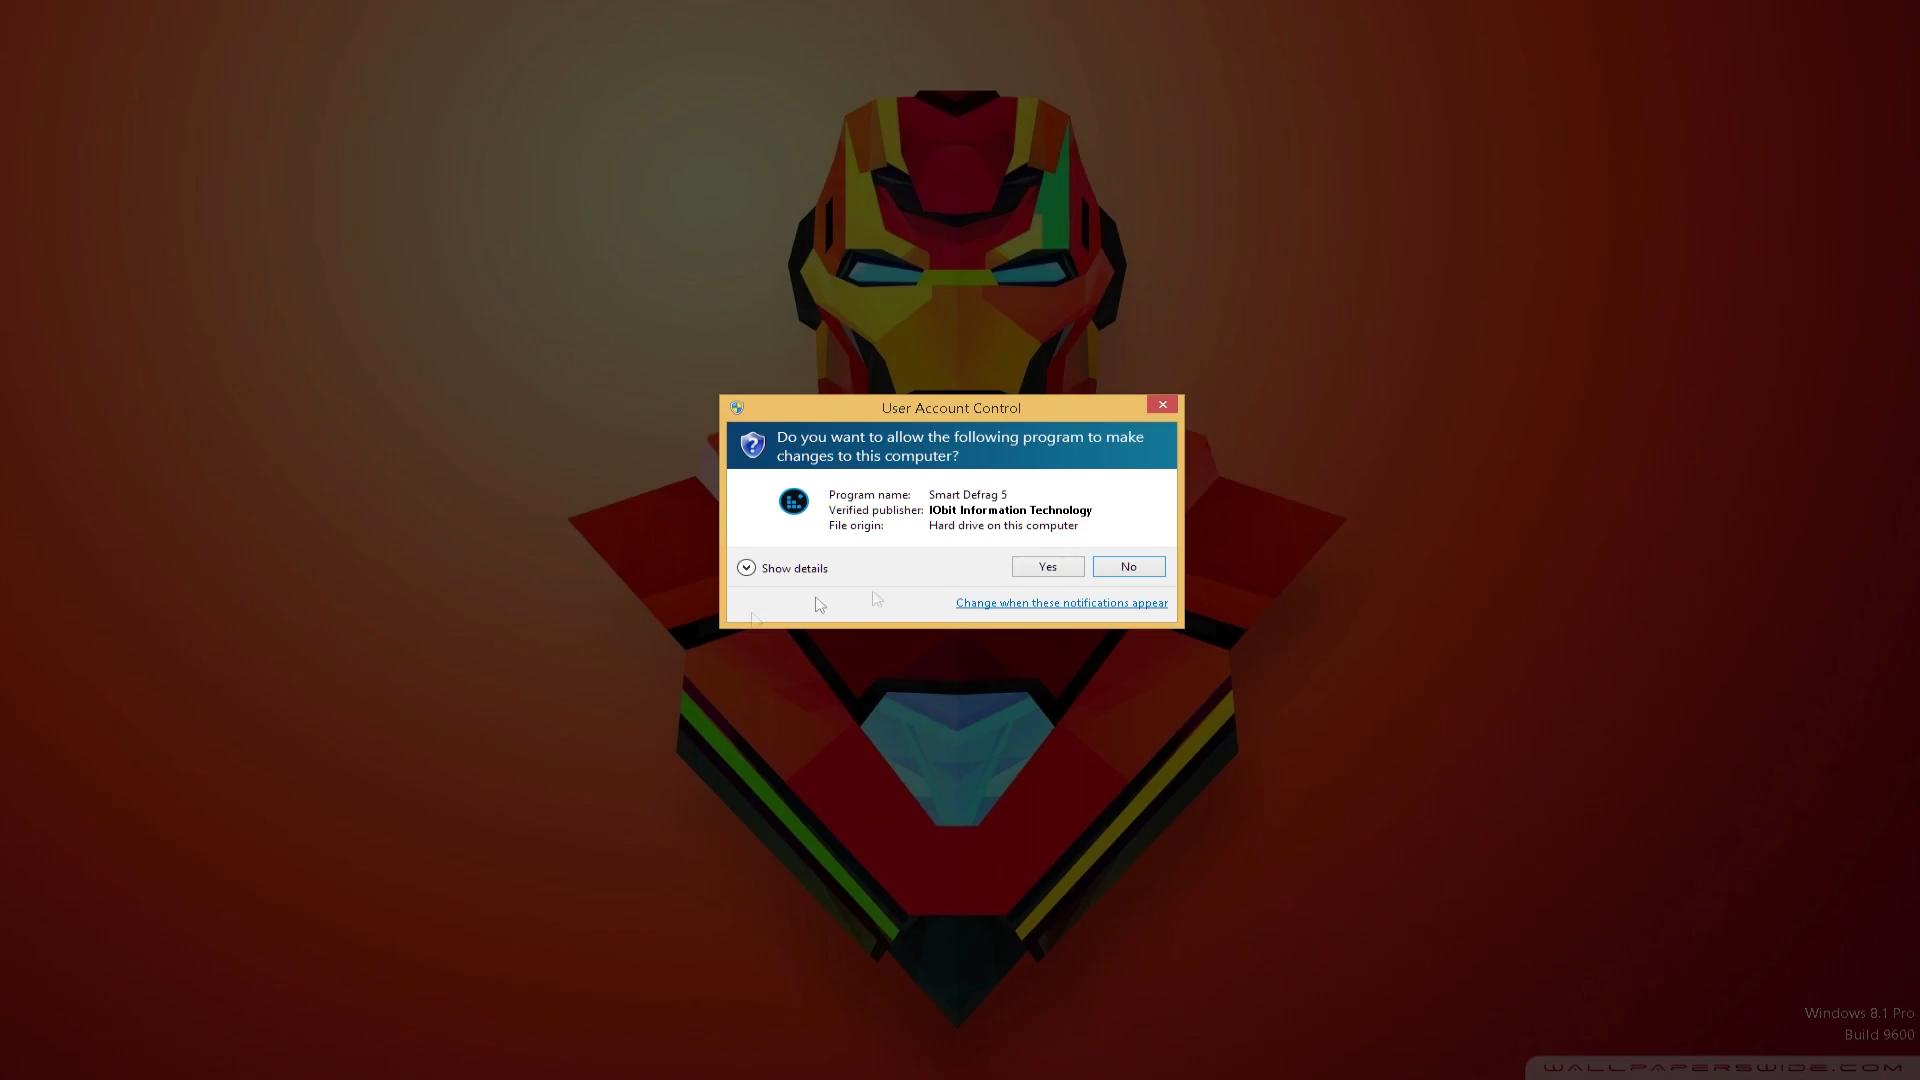 User Account Control
Do you want to allow the following program to make
changes to this computer?
Program name: Smart Defrag 5
Verified publisher: IObit Information Technology
File origin: Hard drive on this computer
Show details
Yes
No
Change when these notifications appear
Windows 8.1 Pro
Build 9600
WALLPAPERSWIDE.COM